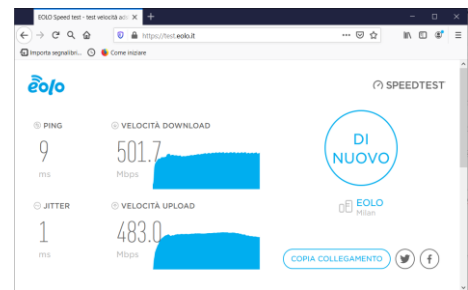 EOLO Speed test - test velocità ads
https://test.eolo.it
Importa segnalibri...
Come iniziare
eolo
SPEEDTEST
PING
9
ms
VELOCITÀ DOWNLOAD
501.7
Mbps
DI
NUOVO
JITTER
1
ms
VELOCITÀ UPLOAD
483.0
Mbps
EOLO
Milan
COPIA COLLEGAMENTO